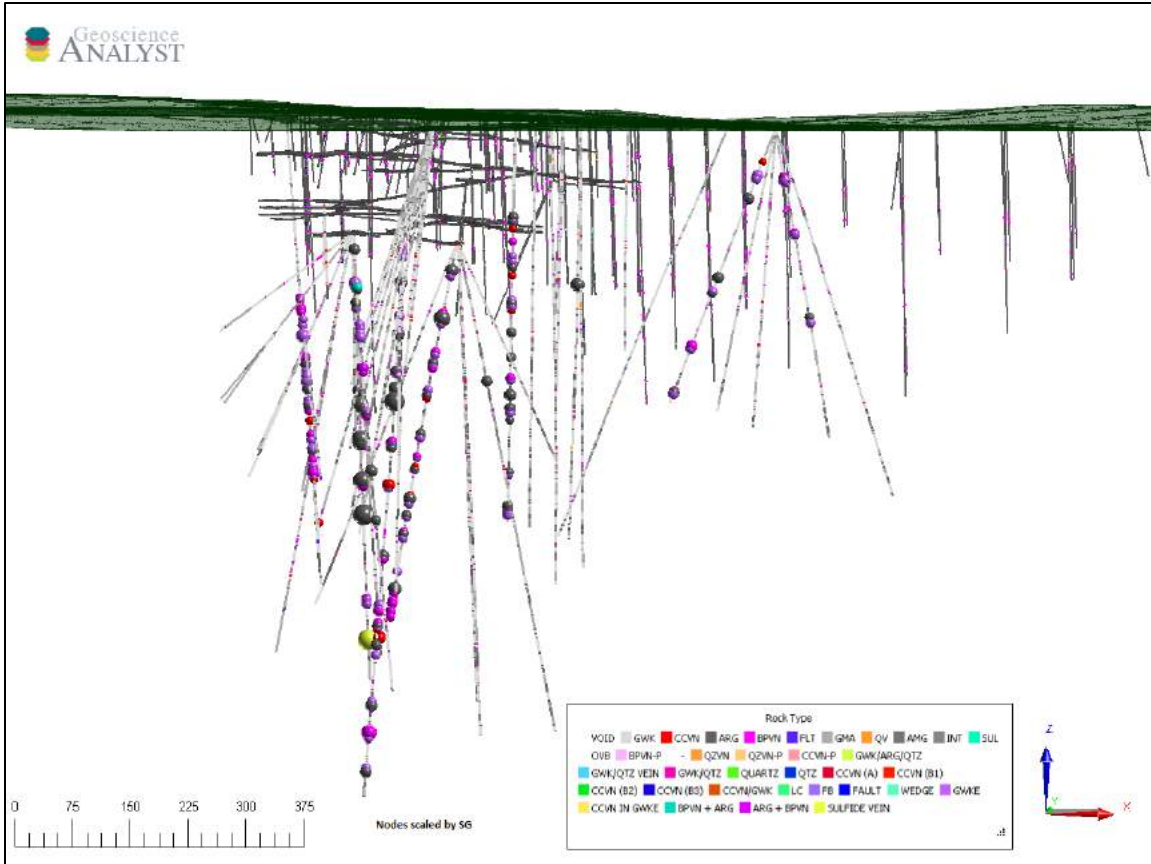 Geoscience
ANALYST
Rock Type
VOID GWK CCVN ARG BPVN FLT GMA QV AMG INT SUL
OVB BPVN-P - QZVN QZVN-P CCVN-P GWK/ARG/QTZ
GWK/QTZ VEIN GWK/QTZ QUARTZ QTZ CCVN (A) CCVN (B1)
CCVN (B2) CCVN (B3) CCVN/GWK LC FB FAULT WEDGE GWKE
CCVN IN GWKE BPVN + ARG ARG + BPVN SULFIDE VEIN
0 75 150 225 300 375
Nodes scaled by SG
Z
Y
X